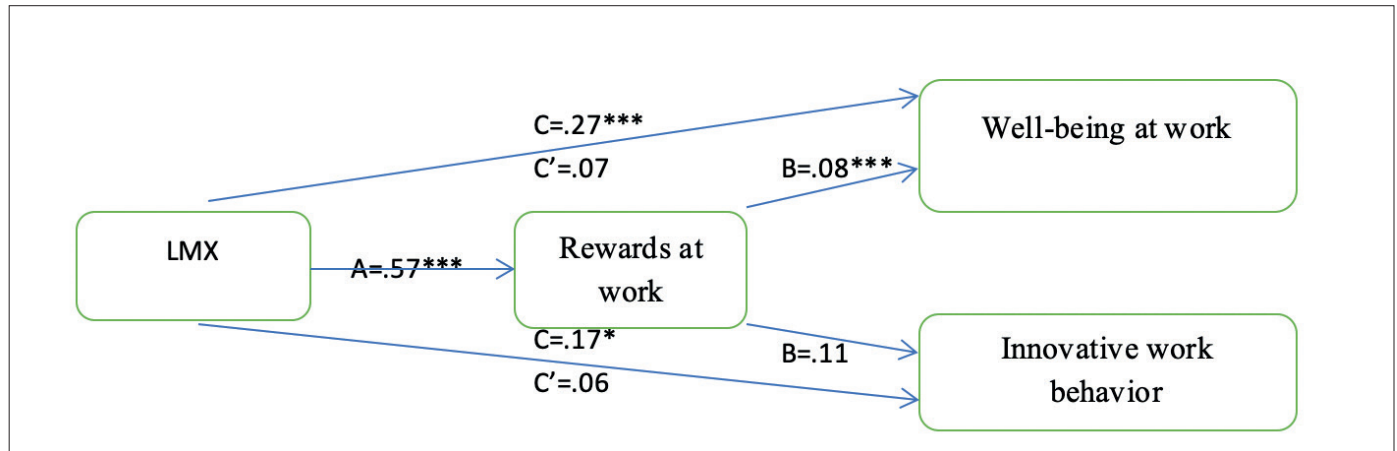 C=.27***
Well-being at work
C’=.07
B=.08***
LMX
A=.57***
Rewards at
work
C=.17*
B=.11
Innovative work
behavior
C’=.06